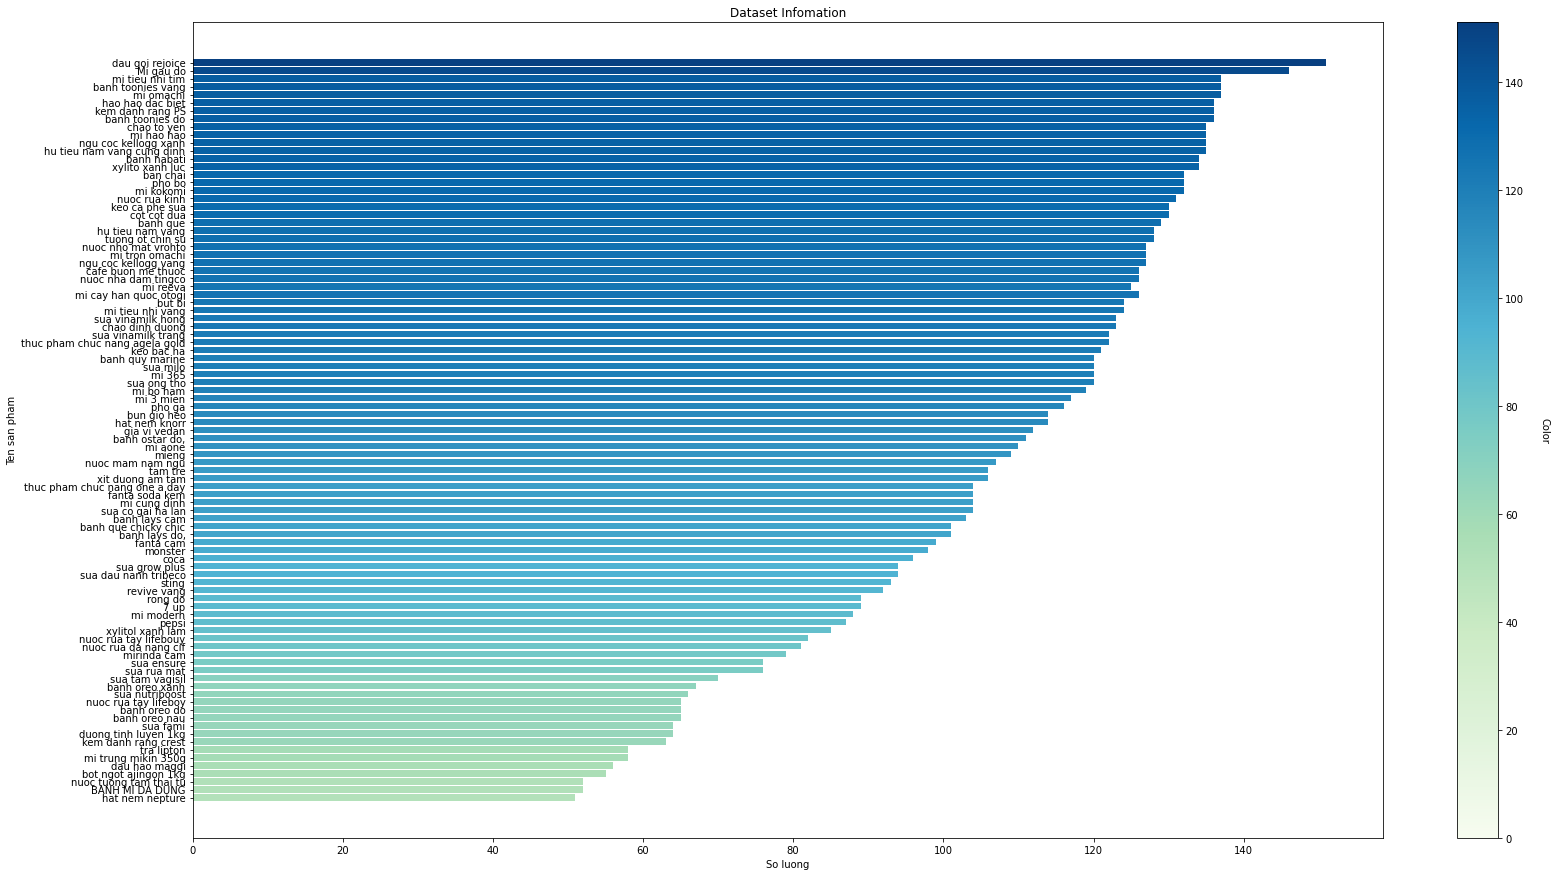 Dataset Infomation
dau goi rejoice
Mi gau do
mi tieu nhi tim
banh toonies vang
mi omachi
hao hao dac biet
kem danh rang PS
banh toonies do
chao to yen
mi hao hao
ngu coc kellogg xanh
hu tieu nam vang cung dinh
banh nabati
xylito xanh luc
ban chai
pho bo
mi kokomi
nuoc rua kinh
keo ca phe sua
cot cot dua
banh que
hu tieu nam vang
tuong ot chin su
nuoc nho mat vrohto
mi tron omachi
ngu coc kellogg vang
cafe buon me thuoc
nuoc nha dam tingco
mi reeva
mi cay han quoc otogi
but bi
mi tieu nhi vang
sua vinamilk hong
chao dinh duong
sua vinamilk trang
thuc pham chuc nang agela gold
keo bac ha
banh quy marine
sua milo
mi 365
sua ong tho
mi bo ham
mi 3 mien
pho ga
bun gio heo
hat nem knorr
gia vi vedan
banh ostar do,
mi aone
mieng
nuoc mam nam ngu
tam tre
xit duong am tam
thuc pham chuc nang one a day
fanta soda kem
mi cung dinh
sua co gai ha lan
banh lays cam
banh que chicky chic
banh lays do,
fanta cam
monster
coca
sua grow plus
sua dau nanh tribeco
sting
revive vang
rong do
7 up
mi modern
pepsi
xylitol xanh lam
nuoc rua tay lifebouy
nuoc rua da nang cif
mirinda cam
sua ensure
sua rua mat
sua tam vagisil
banh oreo xanh
sua nutriboost
nuoc rua tay lifeboy
banh oreo do
banh oreo nau
sua fami
duong tinh luyen 1kg
kem danh rang crest
tra lipton
mi trung mikin 350g
dau hao maggi
bot ngot ajingon 1kg
nuoc tuong tam thai tu
BANH MI DA DUNG
hat nem nepture
Ten san pham
0 20 40 60 80 100 120 140
So luong
140
120
100
80
60
40
20
0
Color